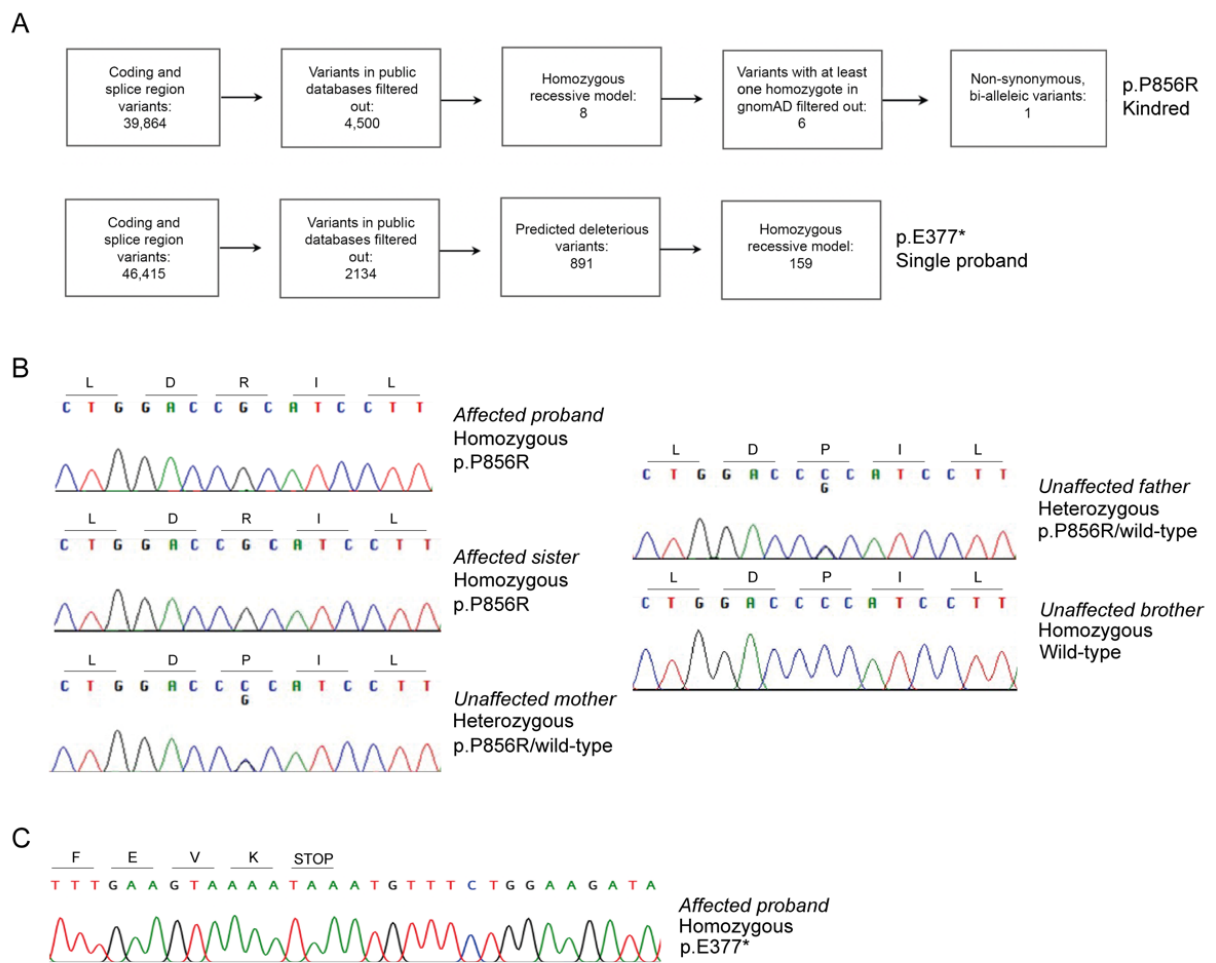 A
Coding and
splice region
variants:
39,864
Variants in public
databases filtered
out:
4,500
Homozygous
recessive model:
8
Variants with at least
one homozygote in
gnomAD filtered out:
6
Non-synonymous,
bi-alleleic variants:
1
p.P856R
Kindred
Coding and
splice region
variants:
46,415
Variants in public
databases filtered
out:
2134
Predicted deleterious
variants:
891
Homozygous
recessive model:
159
p.E377*
Single proband
B
L D R I L
C T G G A C C G C A T C C T T
Affected proband
Homozygous
p.P856R
L D R I L
C T G G A C C G C A T C C T T
Affected sister
Homozygous
p.P856R
L D P I L
C T G G A C C C C A T C C T T
G
Unaffected mother
Heterozygous
p.P856R/wild-type
L D P I L
C T G G A C C C C A T C C T T
G
Unaffected father
Heterozygous
p.P856R/wild-type
L D P I L
C T G G A C C C C A T C C T T
Unaffected brother
Homozygous
Wild-type
C
F E V K STOP
T T T G A A G T A A A A T A A A T G T T T C T G G A A G A T A
Affected proband
Homozygous
p.E377*